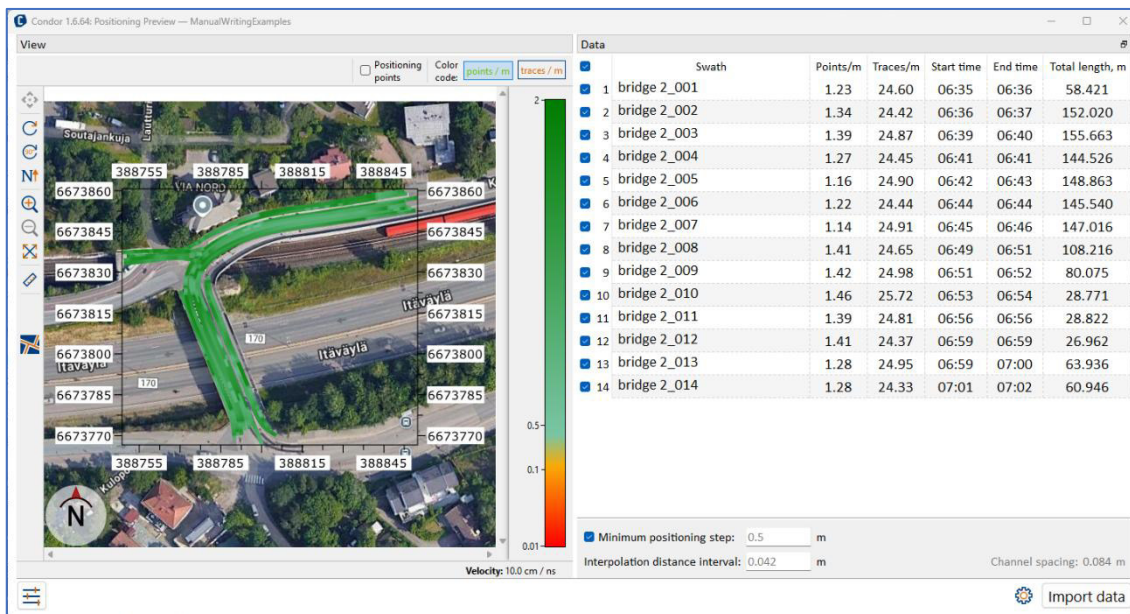 Condor 1.6.64: Positioning Preview — ManualWritingExamples
View
Positioning points
Color code:
points / m
traces / m
90°
N
Soutajankuja
Lauttur
VIA NORD
388755 388785 388815 388845
6673860 6673860
6673845 6673845
6673830 6673830
6673815 6673815
6673800 6673800
6673785 6673785
6673770 6673770
388755 388785 388815 388845
Itäväylä
170
Itäväylä
Itäväylä
170
Kulopo
N
2
0.5
0.1
0.01
Velocity: 10.0 cm / ns
Data
Swath Points/m Traces/m Start time End time Total length, m
1 bridge 2_001 1.23 24.60 06:35 06:36 58.421
2 bridge 2_002 1.34 24.42 06:36 06:37 152.020
3 bridge 2_003 1.39 24.87 06:39 06:40 155.663
4 bridge 2_004 1.27 24.45 06:41 06:41 144.526
5 bridge 2_005 1.16 24.90 06:42 06:43 148.863
6 bridge 2_006 1.22 24.44 06:44 06:44 145.540
7 bridge 2_007 1.14 24.91 06:45 06:46 147.016
8 bridge 2_008 1.41 24.65 06:49 06:51 108.216
9 bridge 2_009 1.42 24.98 06:51 06:52 80.075
10 bridge 2_010 1.46 25.72 06:53 06:54 28.771
11 bridge 2_011 1.39 24.81 06:56 06:56 28.822
12 bridge 2_012 1.41 24.37 06:59 06:59 26.962
13 bridge 2_013 1.28 24.95 06:59 07:00 63.936
14 bridge 2_014 1.28 24.33 07:01 07:02 60.946
Minimum positioning step: 0.5 m
Interpolation distance interval: 0.042 m
Channel spacing: 0.084 m
Import data